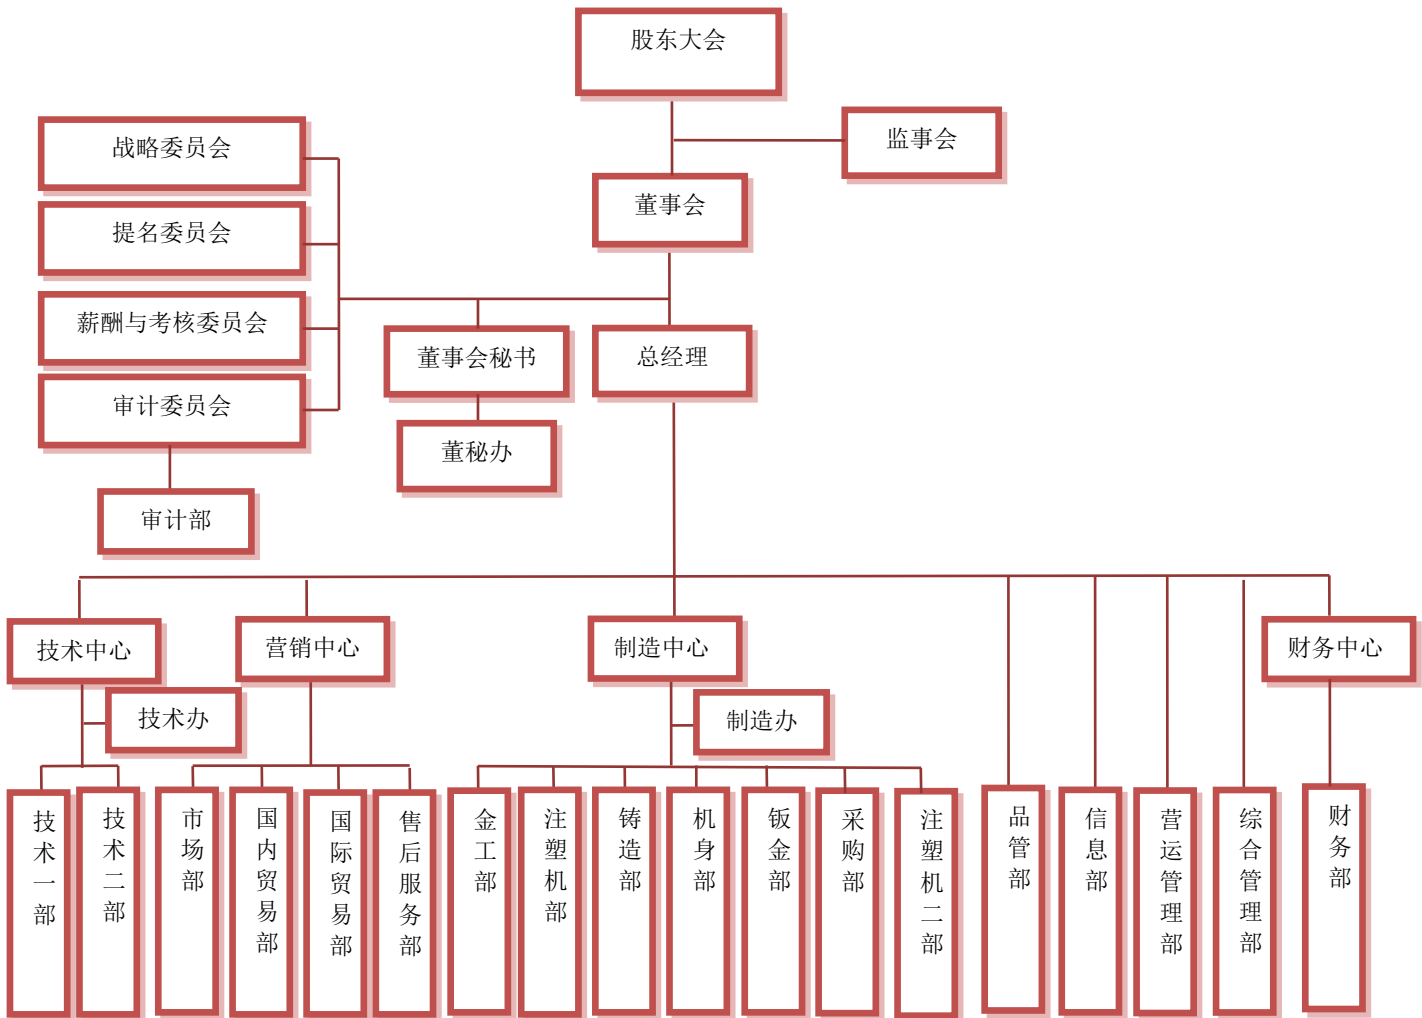 股东大会
监事会
战略委员会
董事会
提名委员会
薪酬与考核委员会
董事会秘书
总经理
审计委员会
董秘办
审计部
技术中心
营销中心
制造中心
财务中心
技术办
制造办
技术一部
技术二部
市场部
国内贸易部
国际贸易部
售后服务部
金工部
注塑机部
铸造部
机身部
钣金部
采购部
注塑机二部
品管部
信息部
营运管理部
综合管理部
财务部